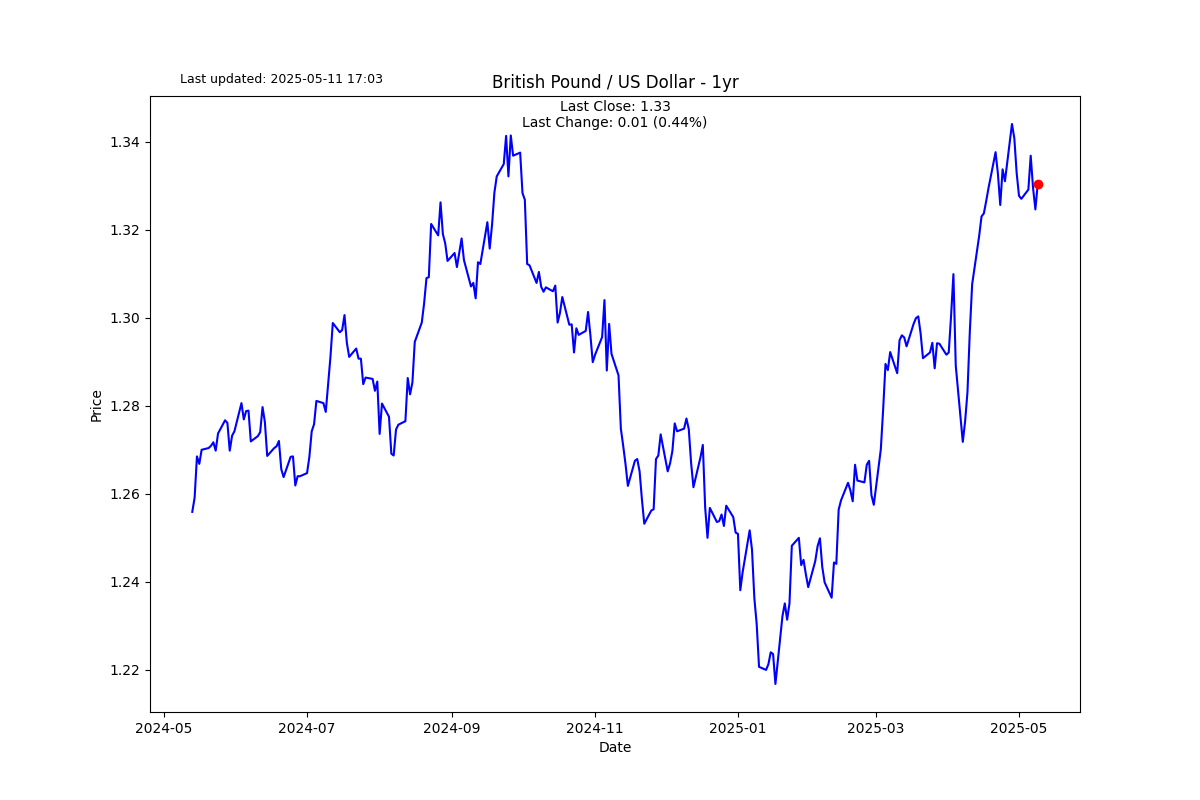 Last updated: 2025-05-11 17:03
British Pound / US Dollar - 1yr
Last Close: 1.33
Last Change: 0.01 (0.44%)
1.34
1.32
1.30
1.28
1.26
1.24
1.22
Price
2024-05 2024-07 2024-09 2024-11 2025-01 2025-03 2025-05
Date